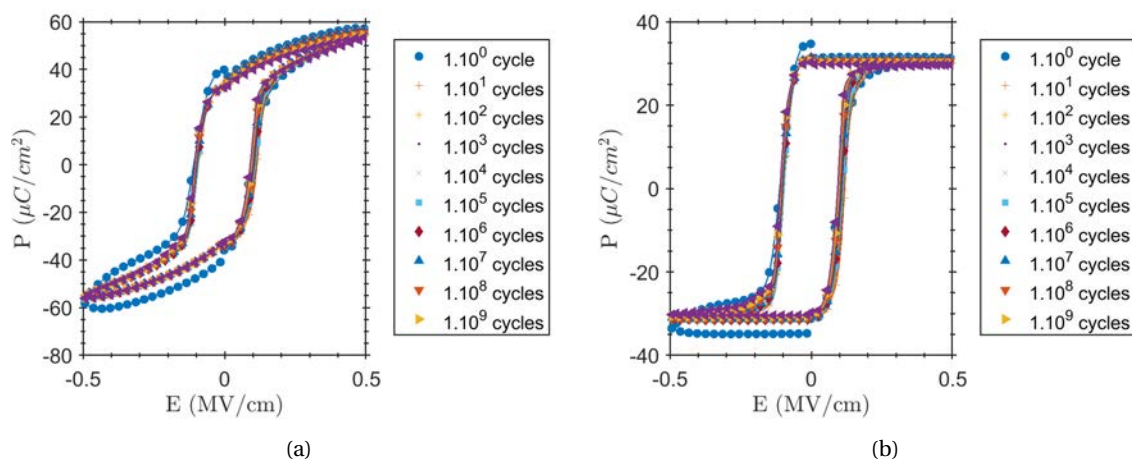 60
40
20
0
-20
-40
-60
-80
-0.5
0
0.5
P (μC/cm²)
E (MV/cm)
1.10⁰ cycle
1.10¹ cycles
1.10² cycles
1.10³ cycles
1.10⁴ cycles
1.10⁵ cycles
1.10⁶ cycles
1.10⁷ cycles
1.10⁸ cycles
1.10⁹ cycles
(a)
40
20
0
-20
-40
-0.5
0
0.5
P (μC/cm²)
E (MV/cm)
1.10⁰ cycle
1.10¹ cycles
1.10² cycles
1.10³ cycles
1.10⁴ cycles
1.10⁵ cycles
1.10⁶ cycles
1.10⁷ cycles
1.10⁸ cycles
1.10⁹ cycles
(b)